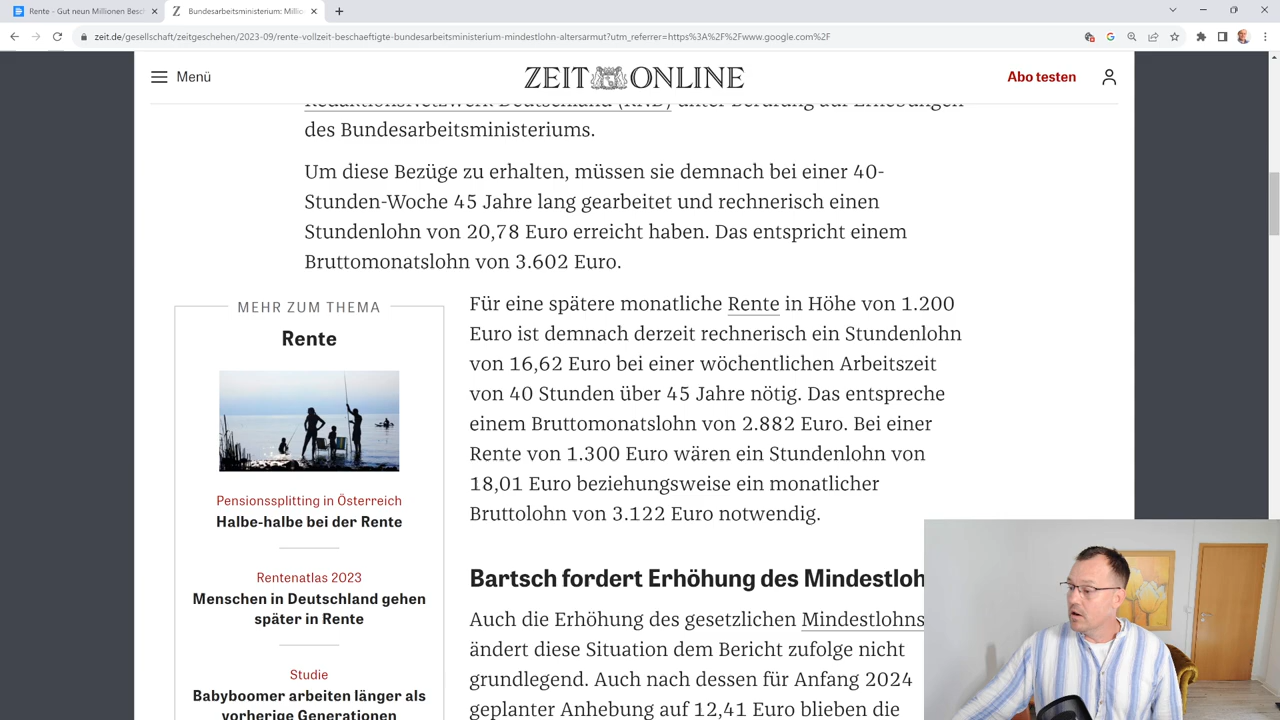 Rente - Gut neun Millionen Besch
Bundesarbeitsministerium: Millio
zeit.de/gesellschaft/zeitgeschehen/2023-09/rente-vollzeit-beschaeftigte-bundesarbeitsministerium-mindestlohn-altersarmut?utm_referrer=https%3A%2F%2Fwww.google.com%2F
Menü
ZEIT ONLINE
Abo testen
RedaktionsNetzwerk Deutschland (RND) unter Berufung auf Erhebungen
des Bundesarbeitsministeriums.
Um diese Bezüge zu erhalten, müssen sie demnach bei einer 40-
Stunden-Woche 45 Jahre lang gearbeitet und rechnerisch einen
Stundenlohn von 20,78 Euro erreicht haben. Das entspricht einem
Bruttomonatslohn von 3.602 Euro.
MEHR ZUM THEMA
Rente
Pensionssplitting in Österreich
Halbe-halbe bei der Rente
Rentenatlas 2023
Menschen in Deutschland gehen
später in Rente
Studie
Babyboomer arbeiten länger als
vorherige Generationen
Für eine spätere monatliche Rente in Höhe von 1.200
Euro ist demnach derzeit rechnerisch ein Stundenlohn
von 16,62 Euro bei einer wöchentlichen Arbeitszeit
von 40 Stunden über 45 Jahre nötig. Das entspreche
einem Bruttomonatslohn von 2.882 Euro. Bei einer
Rente von 1.300 Euro wären ein Stundenlohn von
18,01 Euro beziehungsweise ein monatlicher
Bruttolohn von 3.122 Euro notwendig.
Bartsch fordert Erhöhung des Mindestloh
Auch die Erhöhung des gesetzlichen Mindestlohns
ändert diese Situation dem Bericht zufolge nicht
grundlegend. Auch nach dessen für Anfang 2024
geplanter Anhebung auf 12,41 Euro blieben die